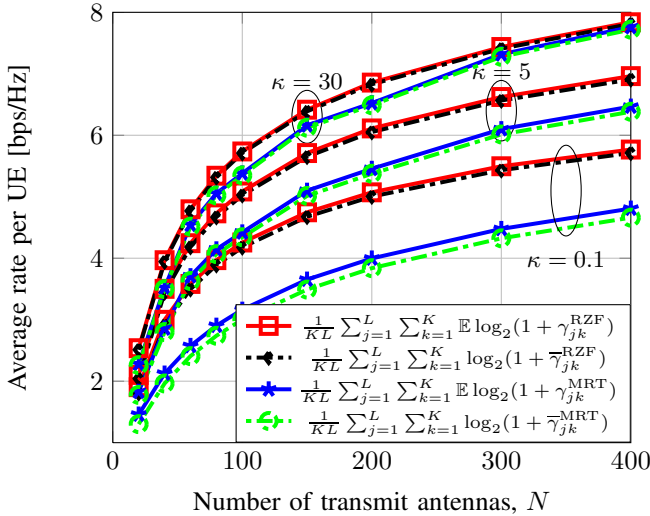 8
6
4
2
0
100
200
300
400
Average rate per UE [bps/Hz]
Number of transmit antennas, N
κ = 30
κ = 5
κ = 0.1
1/KL ∑_{j=1}^{L} ∑_{k=1}^{K} 𝔼 log₂(1 + γ_{jk}^{RZF})
1/KL ∑_{j=1}^{L} ∑_{k=1}^{K} log₂(1 + γ̅_{jk}^{RZF})
1/KL ∑_{j=1}^{L} ∑_{k=1}^{K} 𝔼 log₂(1 + γ_{jk}^{MRT})
1/KL ∑_{j=1}^{L} ∑_{k=1}^{K} log₂(1 + γ̅_{jk}^{MRT})